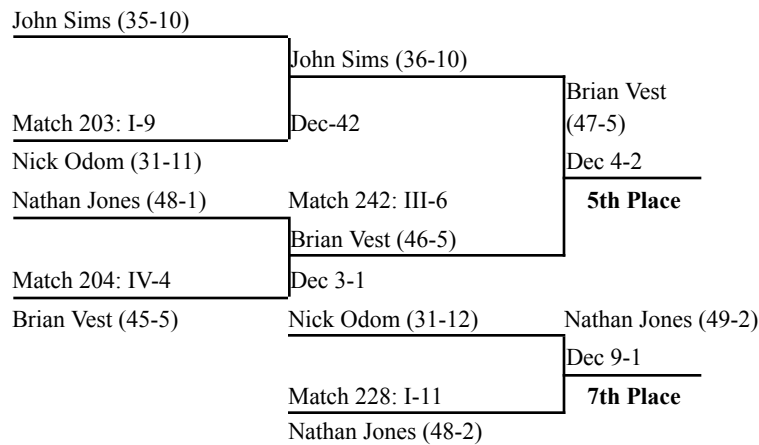 John Sims (35-10)
John Sims (36-10)
Brian Vest
(47-5)
Match 203: I-9
Dec-42
Nick Odom (31-11)
Dec 4-2
Nathan Jones (48-1)
Match 242: III-6
5th Place
Brian Vest (46-5)
Match 204: IV-4
Dec 3-1
Brian Vest (45-5)
Nick Odom (31-12)
Nathan Jones (49-2)
Dec 9-1
Match 228: I-11
7th Place
Nathan Jones (48-2)